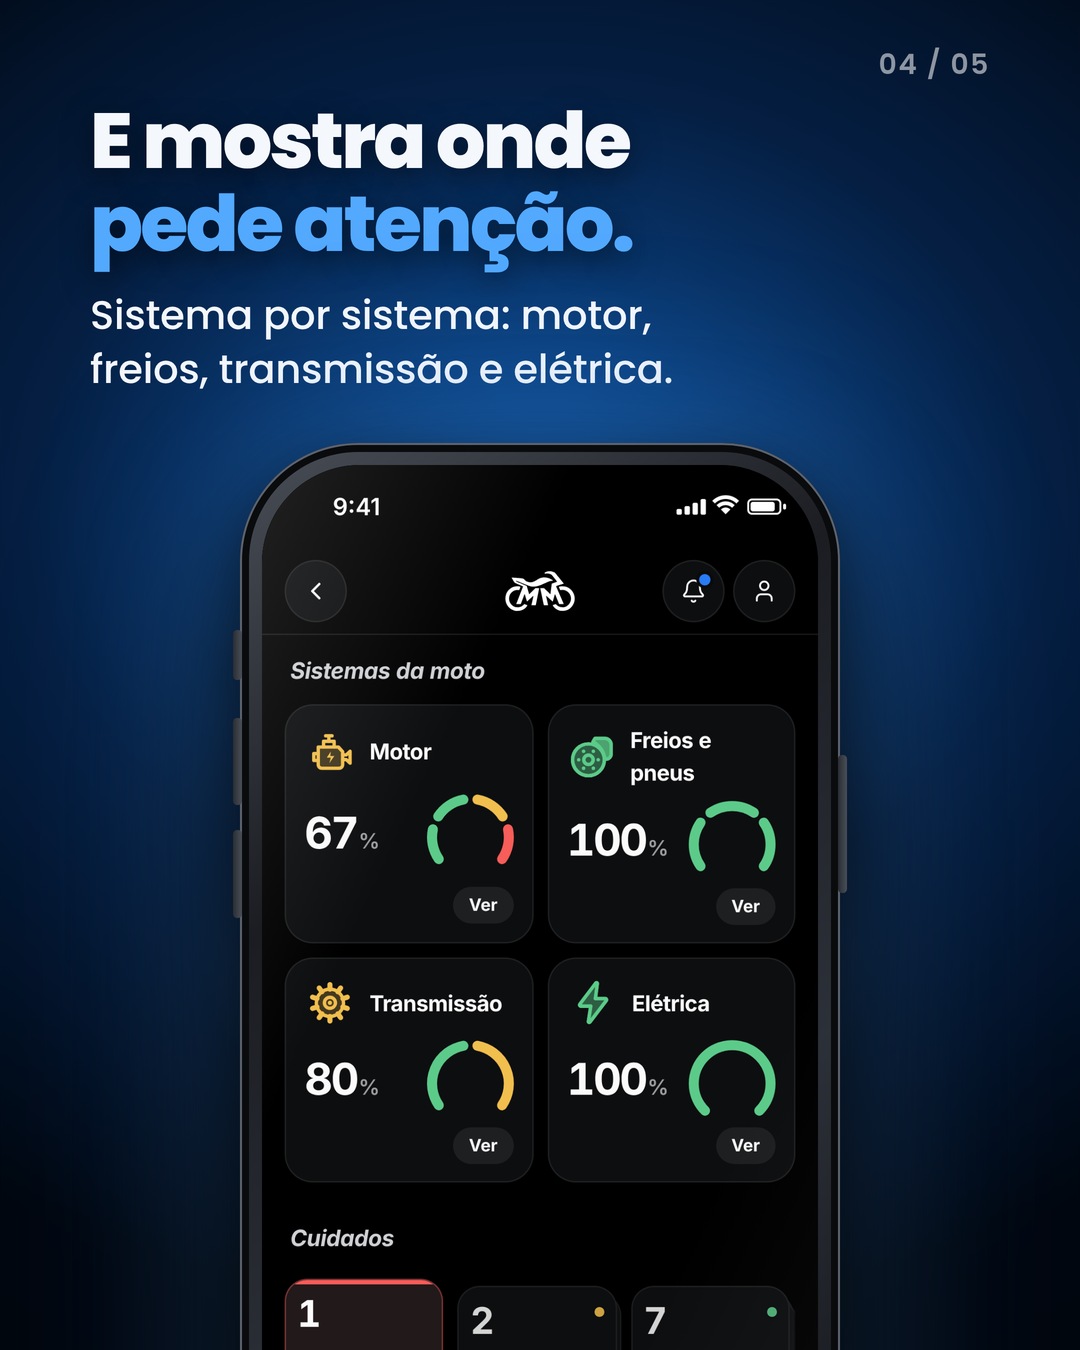 04 / 05
E mostra onde
pede atenção.
Sistema por sistema: motor,
freios, transmissão e elétrica.
9:41
MM
Sistemas da moto
Motor
67%
Ver
Freios e
pneus
100%
Ver
Transmissão
80%
Ver
Elétrica
100%
Ver
Cuidados
1
2
7